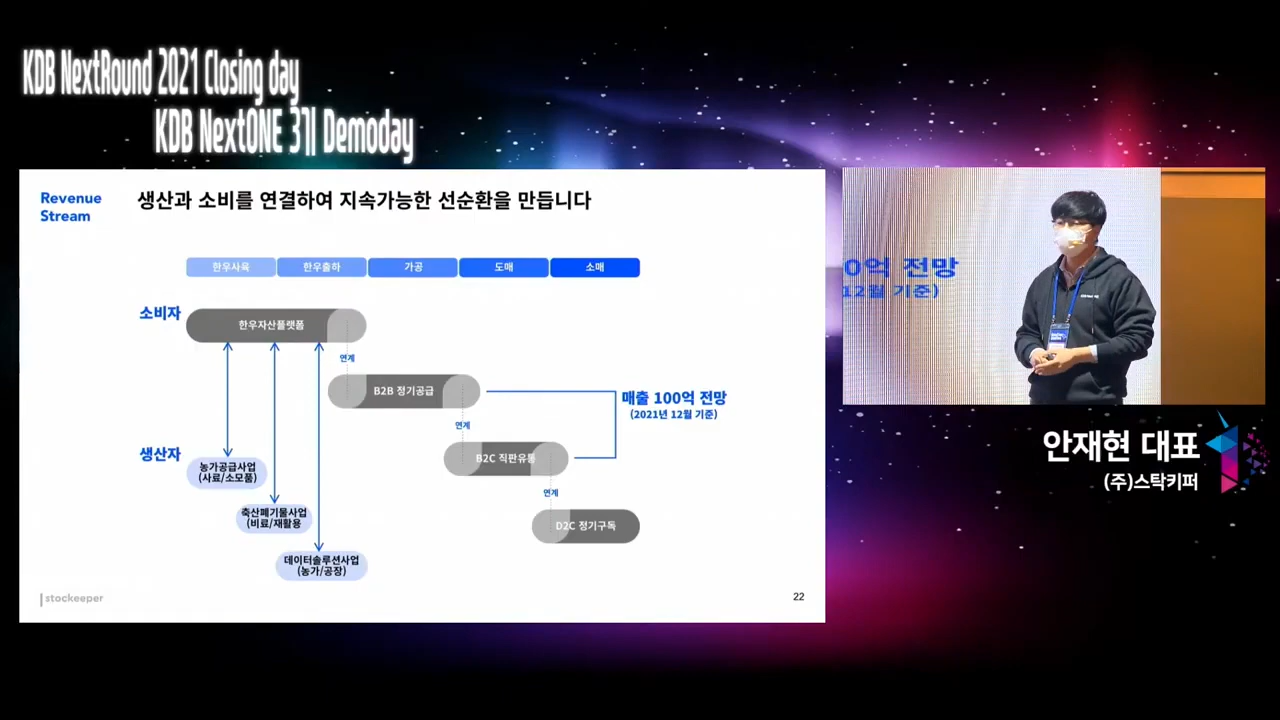 KDB NextRound 2021 Closing day
KDB NextONE 3기 Demoday
Revenue
Stream
생산과 소비를 연결하여 지속가능한 선순환을 만듭니다
한우사육
한우출하
가공
도매
소매
소비자
한우자산플랫폼
연계
B2B 정기공급
매출 100억 전망
(2021년 12월 기준)
연계
생산자
B2C 직판유통
농가공급사업
(사료/소모품)
연계
축산폐기물사업
(비료/재활용
D2C 정기구독
데이터솔루션사업
(농가/공장)
stockeeper
22
0억 전망
12월 기준)
안재현 대표
(주)스탁키퍼